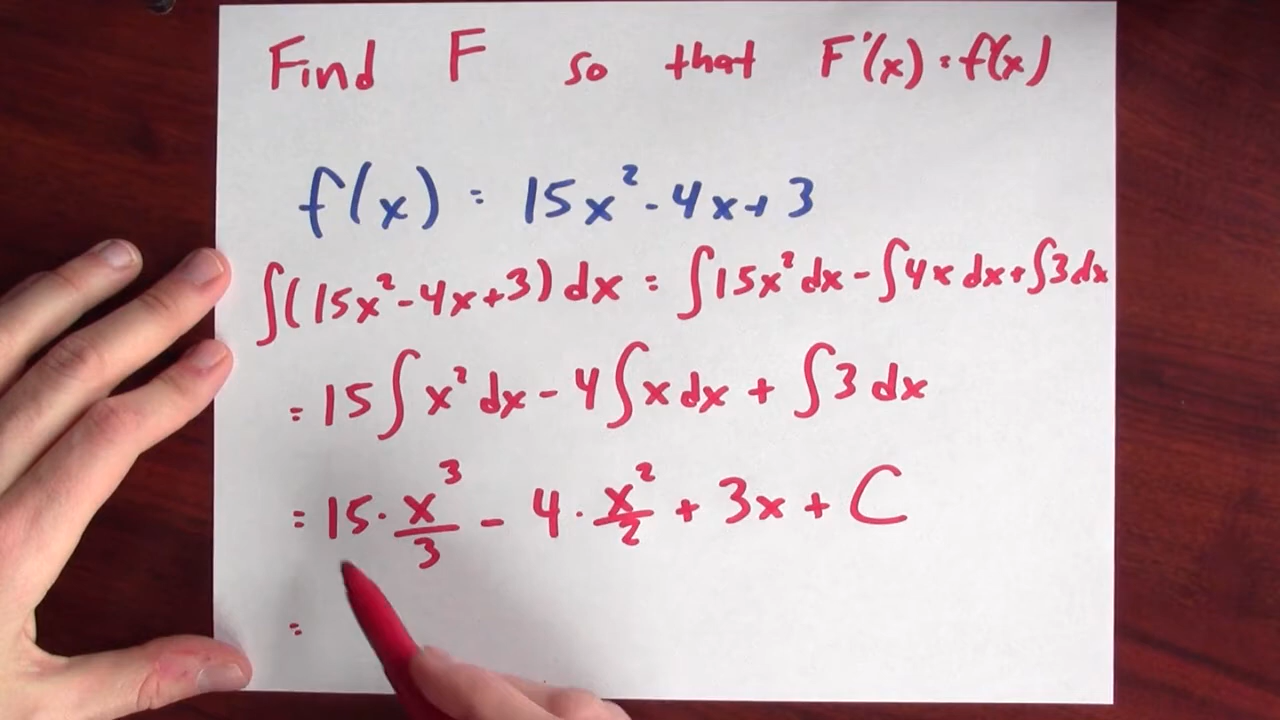 Find F so that F'(x) = f(x)
f(x) = 15x² - 4x + 3
∫(15x² - 4x + 3) dx = ∫15x² dx - ∫4x dx + ∫3 dx
= 15∫x² dx - 4∫x dx + ∫3 dx
= 15 · x³/3 - 4 · x²/2 + 3x + C
=